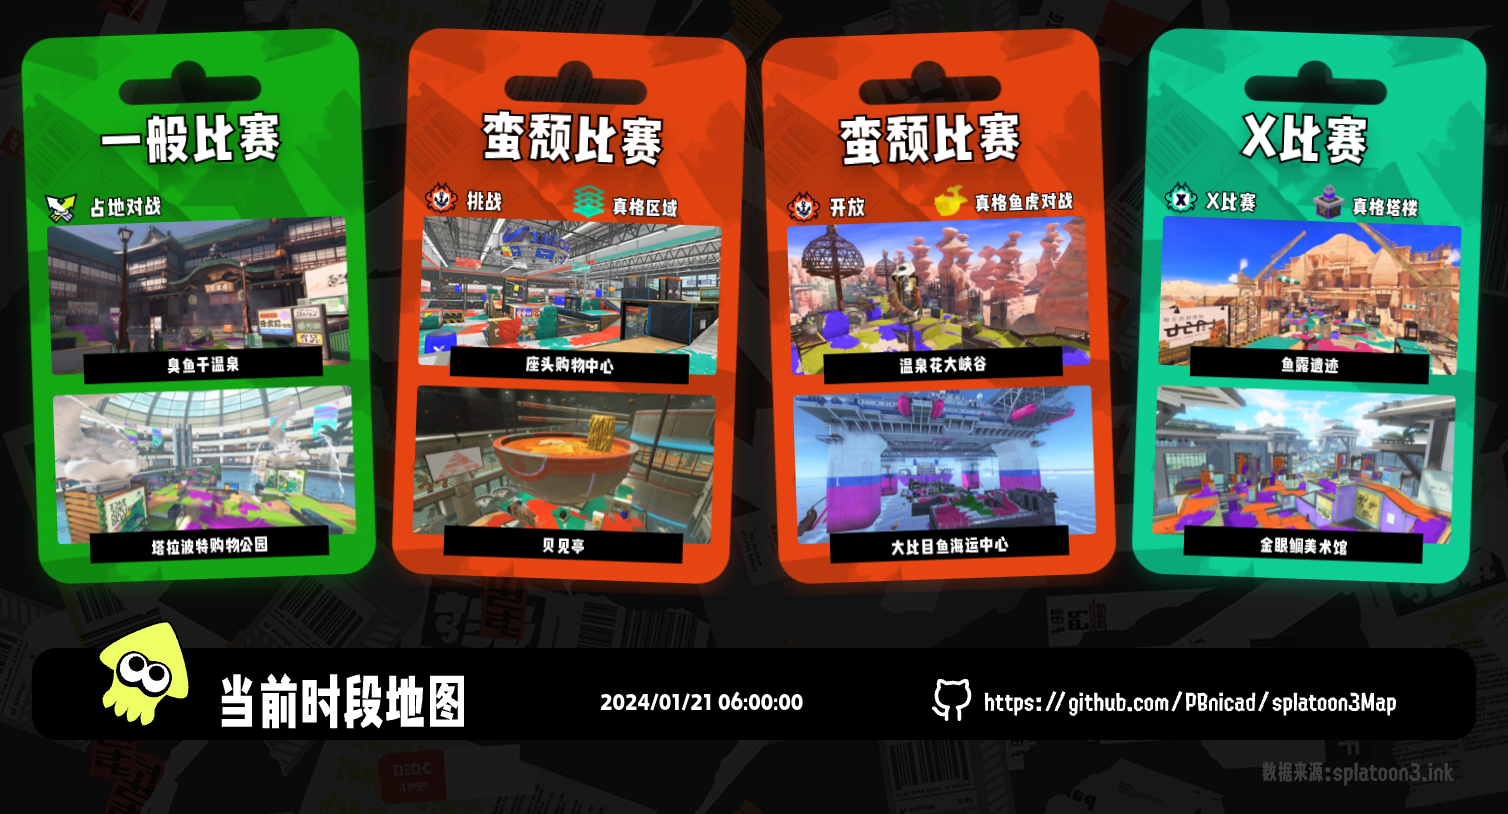 一般比赛
占地对战
臭鱼干温泉
塔拉波特购物公园
蛮颓比赛
挑战
真格区域
座头购物中心
贝见亭
蛮颓比赛
开放
真格鱼虎对战
温泉花大峡谷
大比目鱼海运中心
X比赛
X比赛
真格塔楼
鱼露遗迹
金眼鲷美术馆
当前时段地图
2024/01/21 06:00:00
https://github.com/PBnicad/splatoon3Map
数据来源:splatoon3.ink